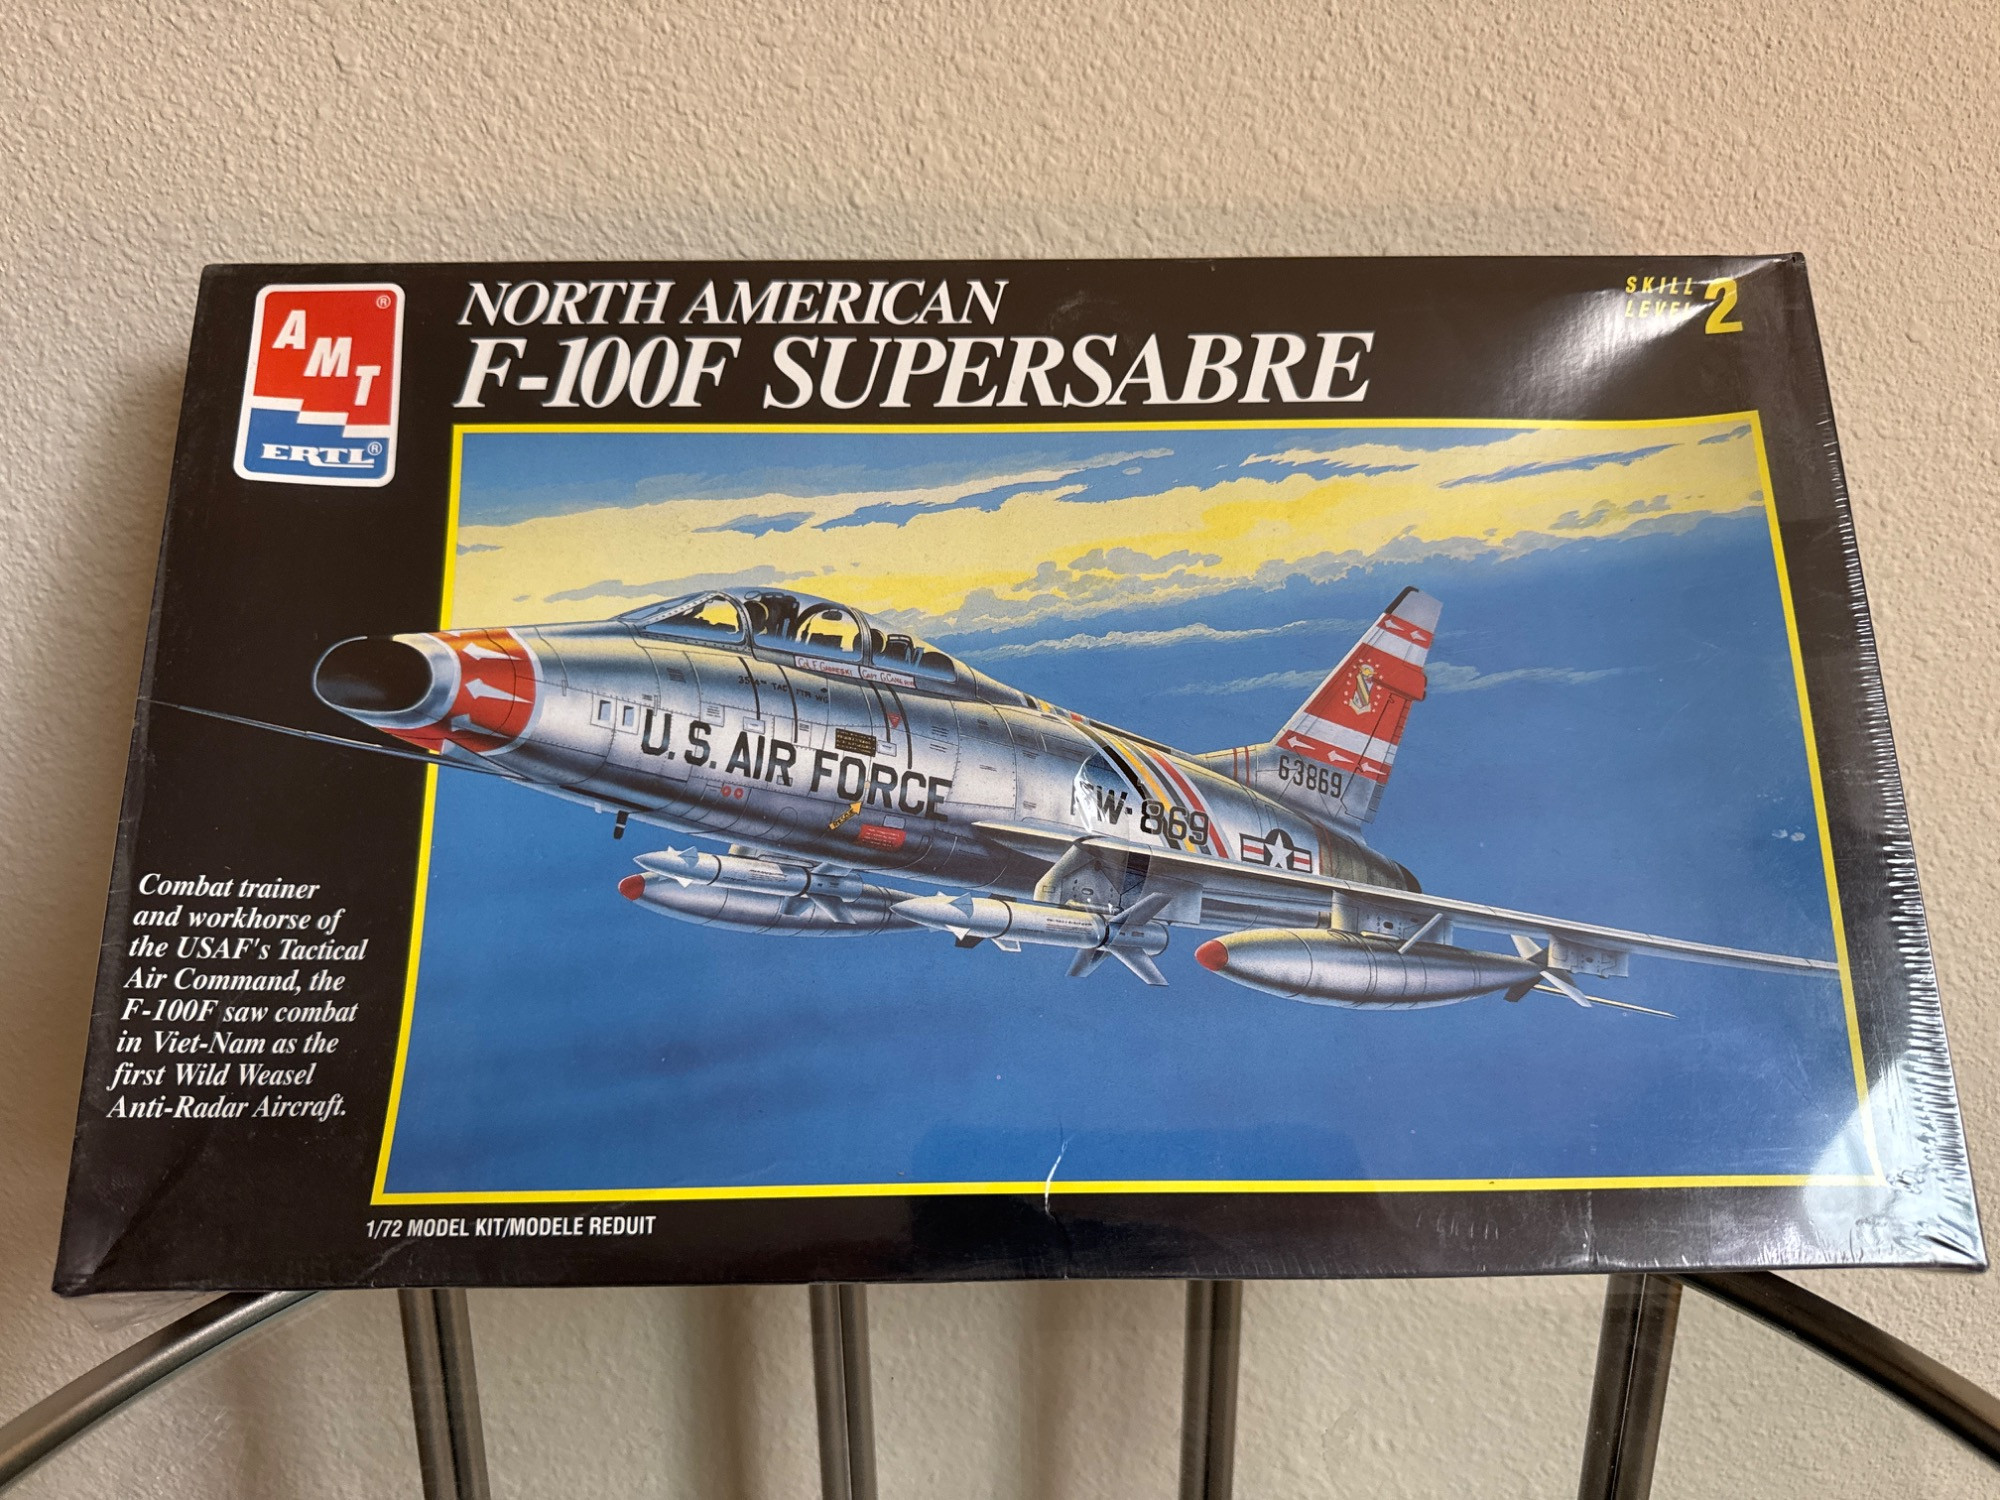 AMT®
ERTL®
NORTH AMERICAN
F-100F SUPERSABRE
SKILL
LEVEL 2
COL F. GABRESKI
U.S. AIR FORCE
FW-869
63869
Combat trainer
and workhorse of
the USAF's Tactical
Air Command, the
F-100F saw combat
in Viet-Nam as the
first Wild Weasel
Anti-Radar Aircraft.
1/72 MODEL KIT/MODELE REDUIT